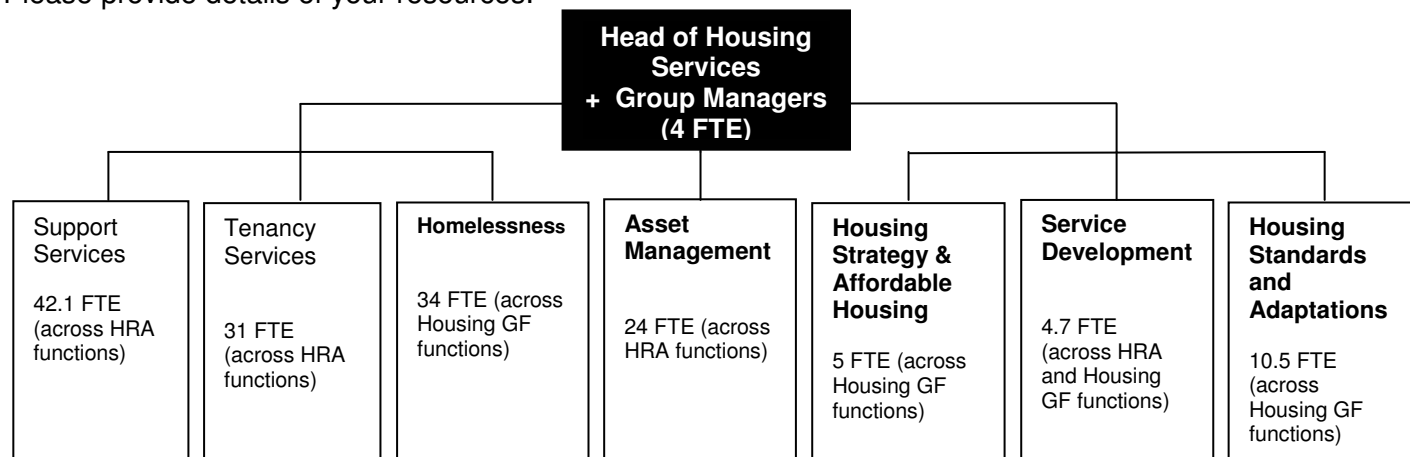 Please provide details of your resources.
Head of Housing
Services
+ Group Managers
(4 FTE)
Support
Services
42.1 FTE
(across HRA
functions)
Tenancy
Services
31 FTE
(across HRA
functions)
Homelessness
34 FTE (across
Housing GF
functions)
Asset
Management
24 FTE (across
HRA functions)
Housing
Strategy &
Affordable
Housing
5 FTE (across
Housing GF
functions)
Service
Development
4.7 FTE
(across HRA
and Housing
GF functions)
Housing
Standards
and
Adaptations
10.5 FTE
(across
Housing GF
functions)